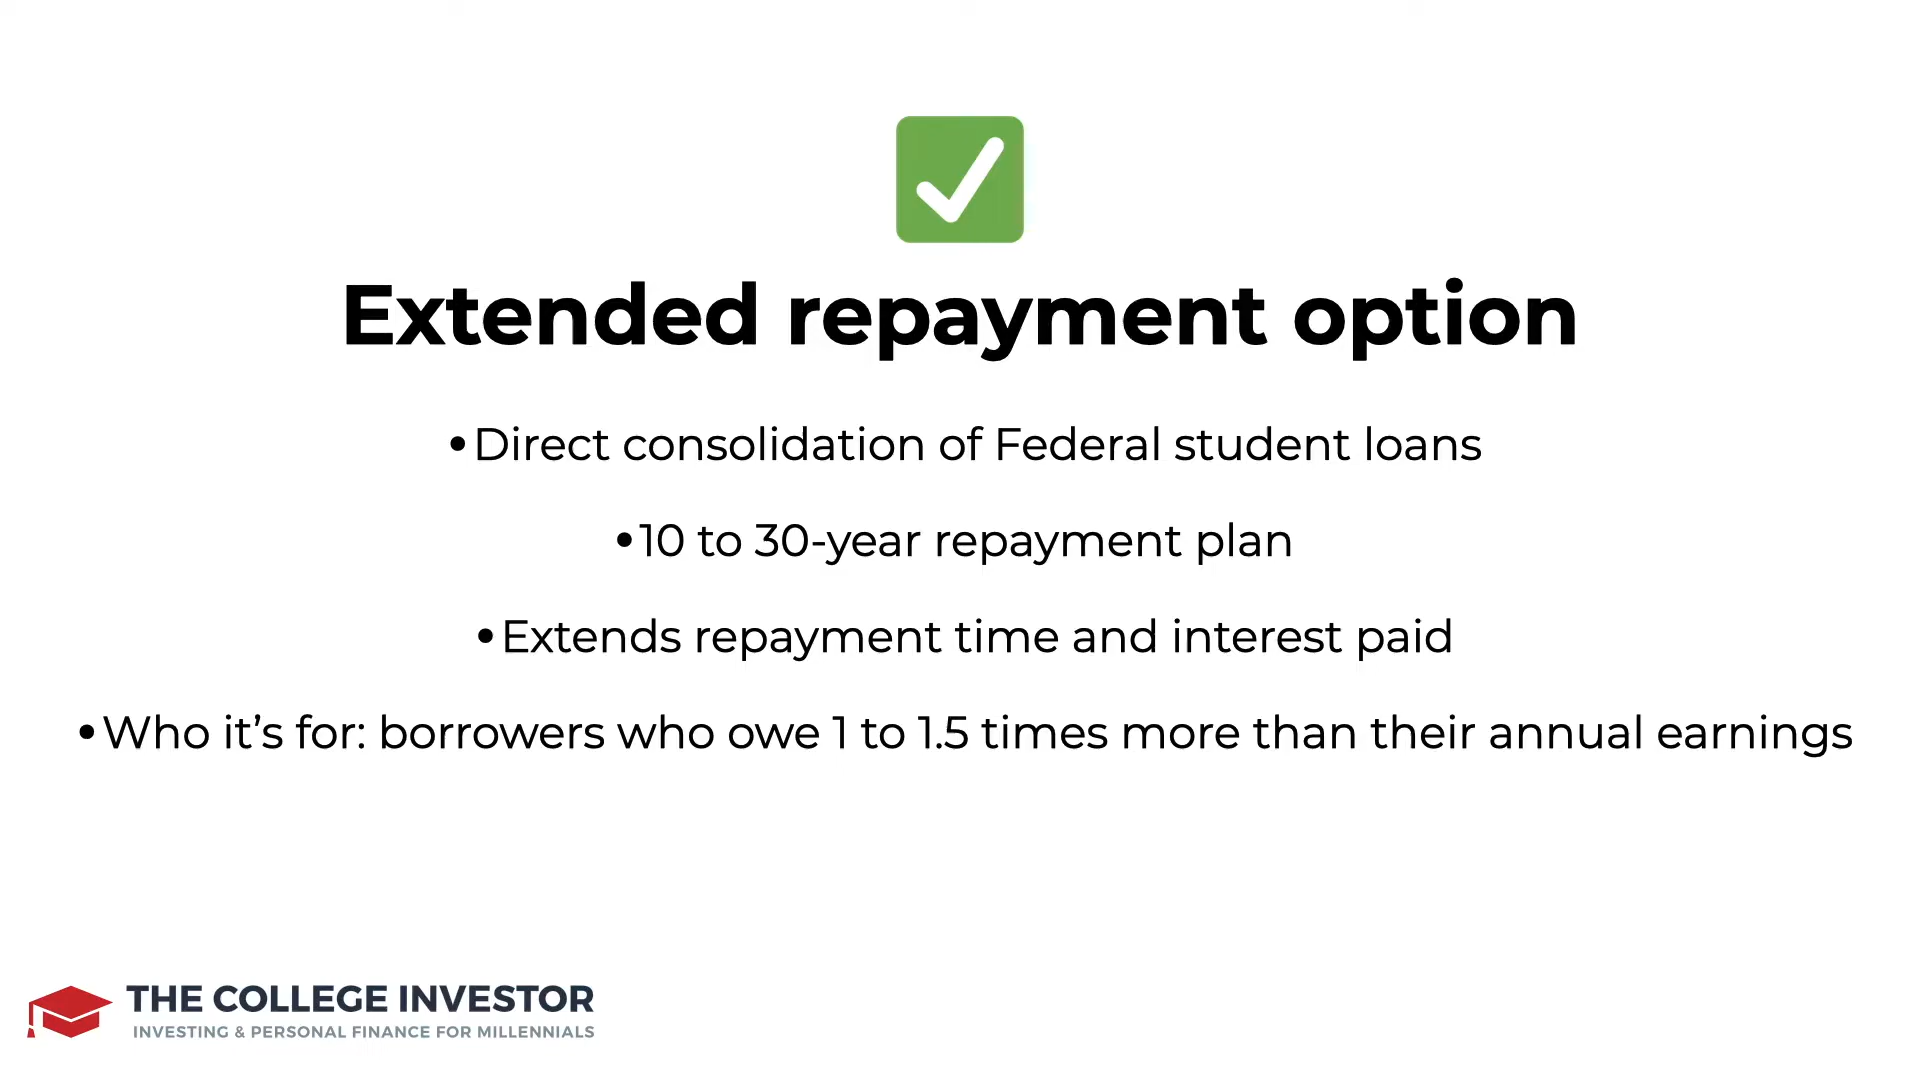 Extended repayment option
•Direct consolidation of Federal student loans
•10 to 30-year repayment plan
•Extends repayment time and interest paid
•Who it’s for: borrowers who owe 1 to 1.5 times more than their annual earnings
THE COLLEGE INVESTOR
INVESTING & PERSONAL FINANCE FOR MILLENNIALS